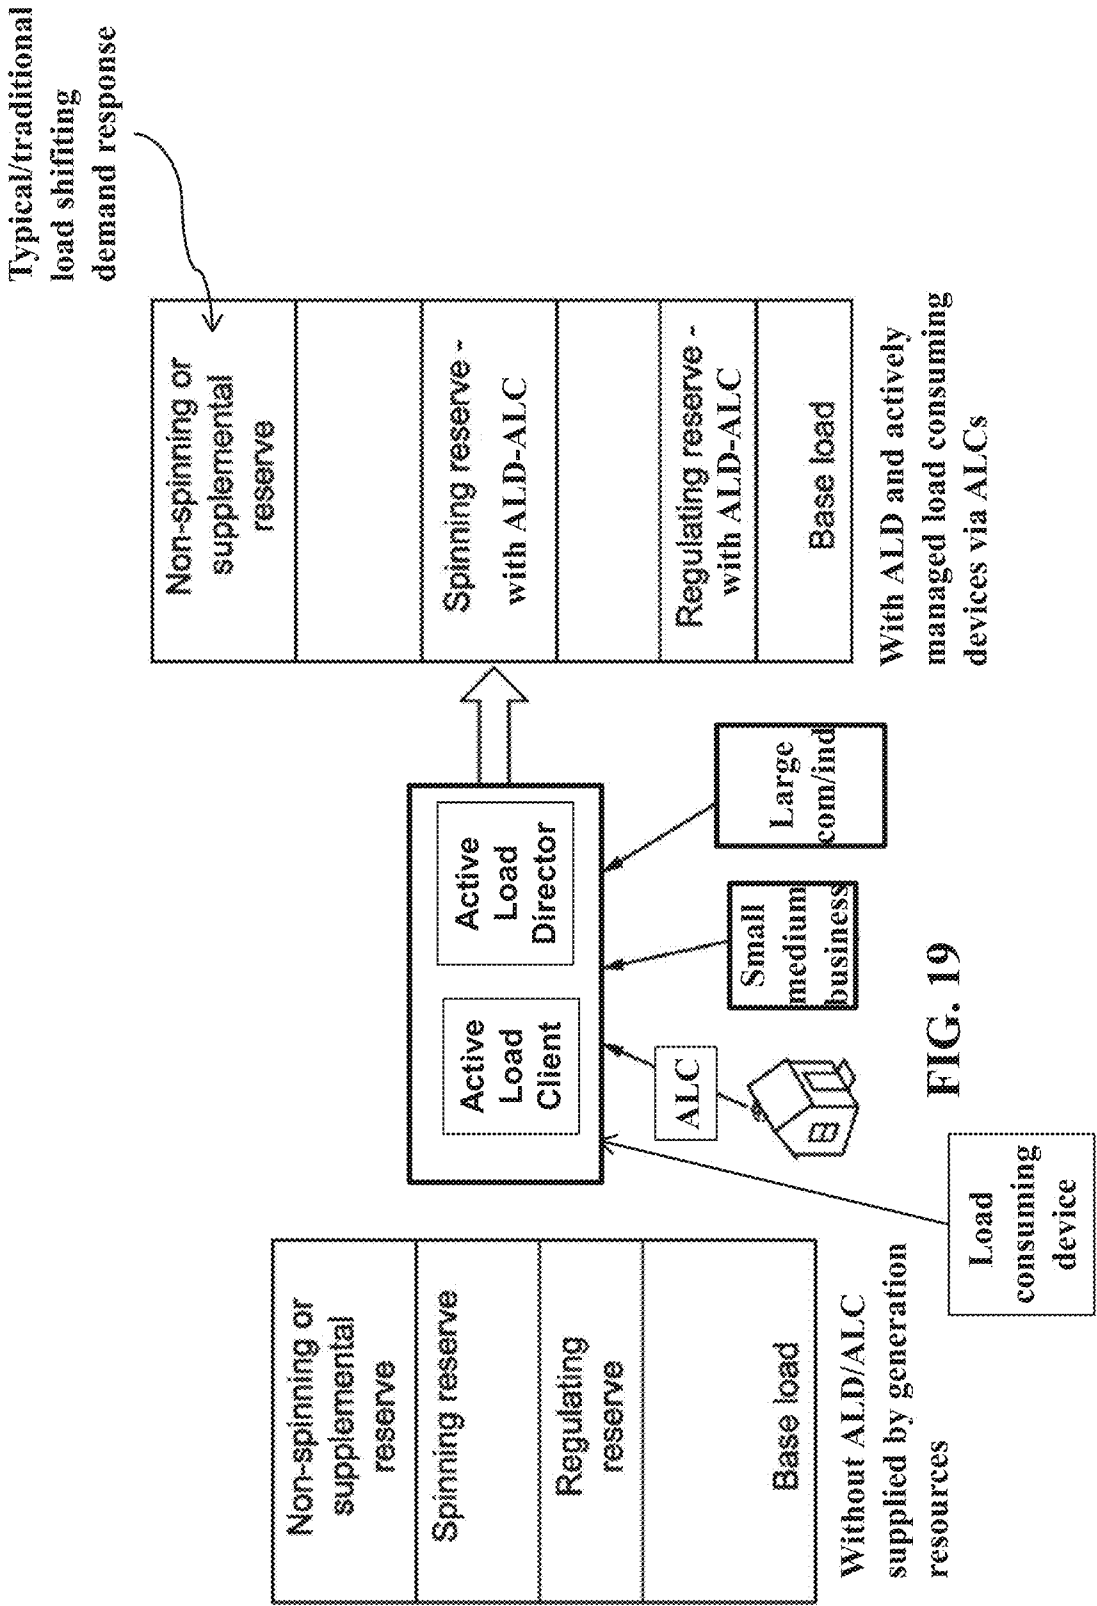 Typical/traditional
load shifiting
demand response
Non-spinning or
supplemental
reserve
Spinning reserve
Regulating
reserve
Base load
Without ALD/ALC
supplied by generation
resources
Active
Load
Client
Active
Load
Director
Load
consuming
device
ALC
Small
medium
business
Large
com/ind
Non-spinning or
supplemental
reserve
Spinning reserve -
with ALD-ALC
Regulating reserve -
with ALD-ALC
Base load
With ALD and actively
managed load consuming
devices via ALCs
FIG. 19